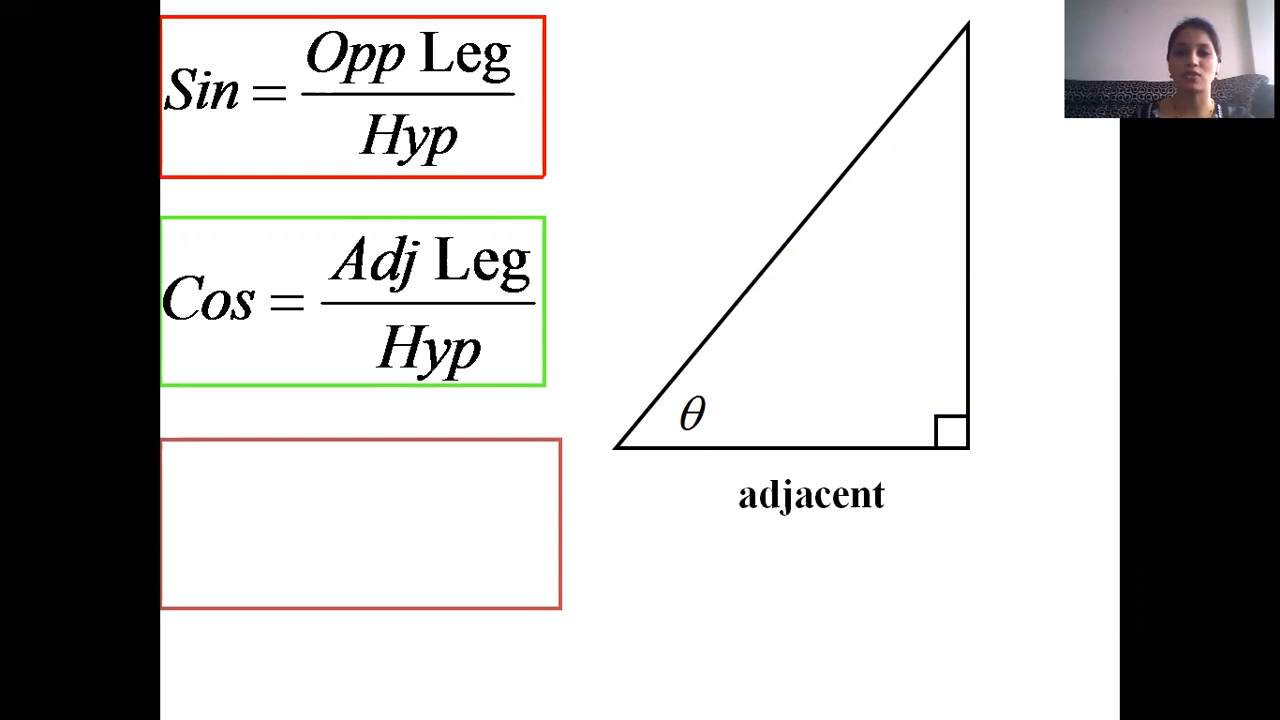 Sin = Opp Leg / Hyp
Cos = Adj Leg / Hyp
θ
adjacent